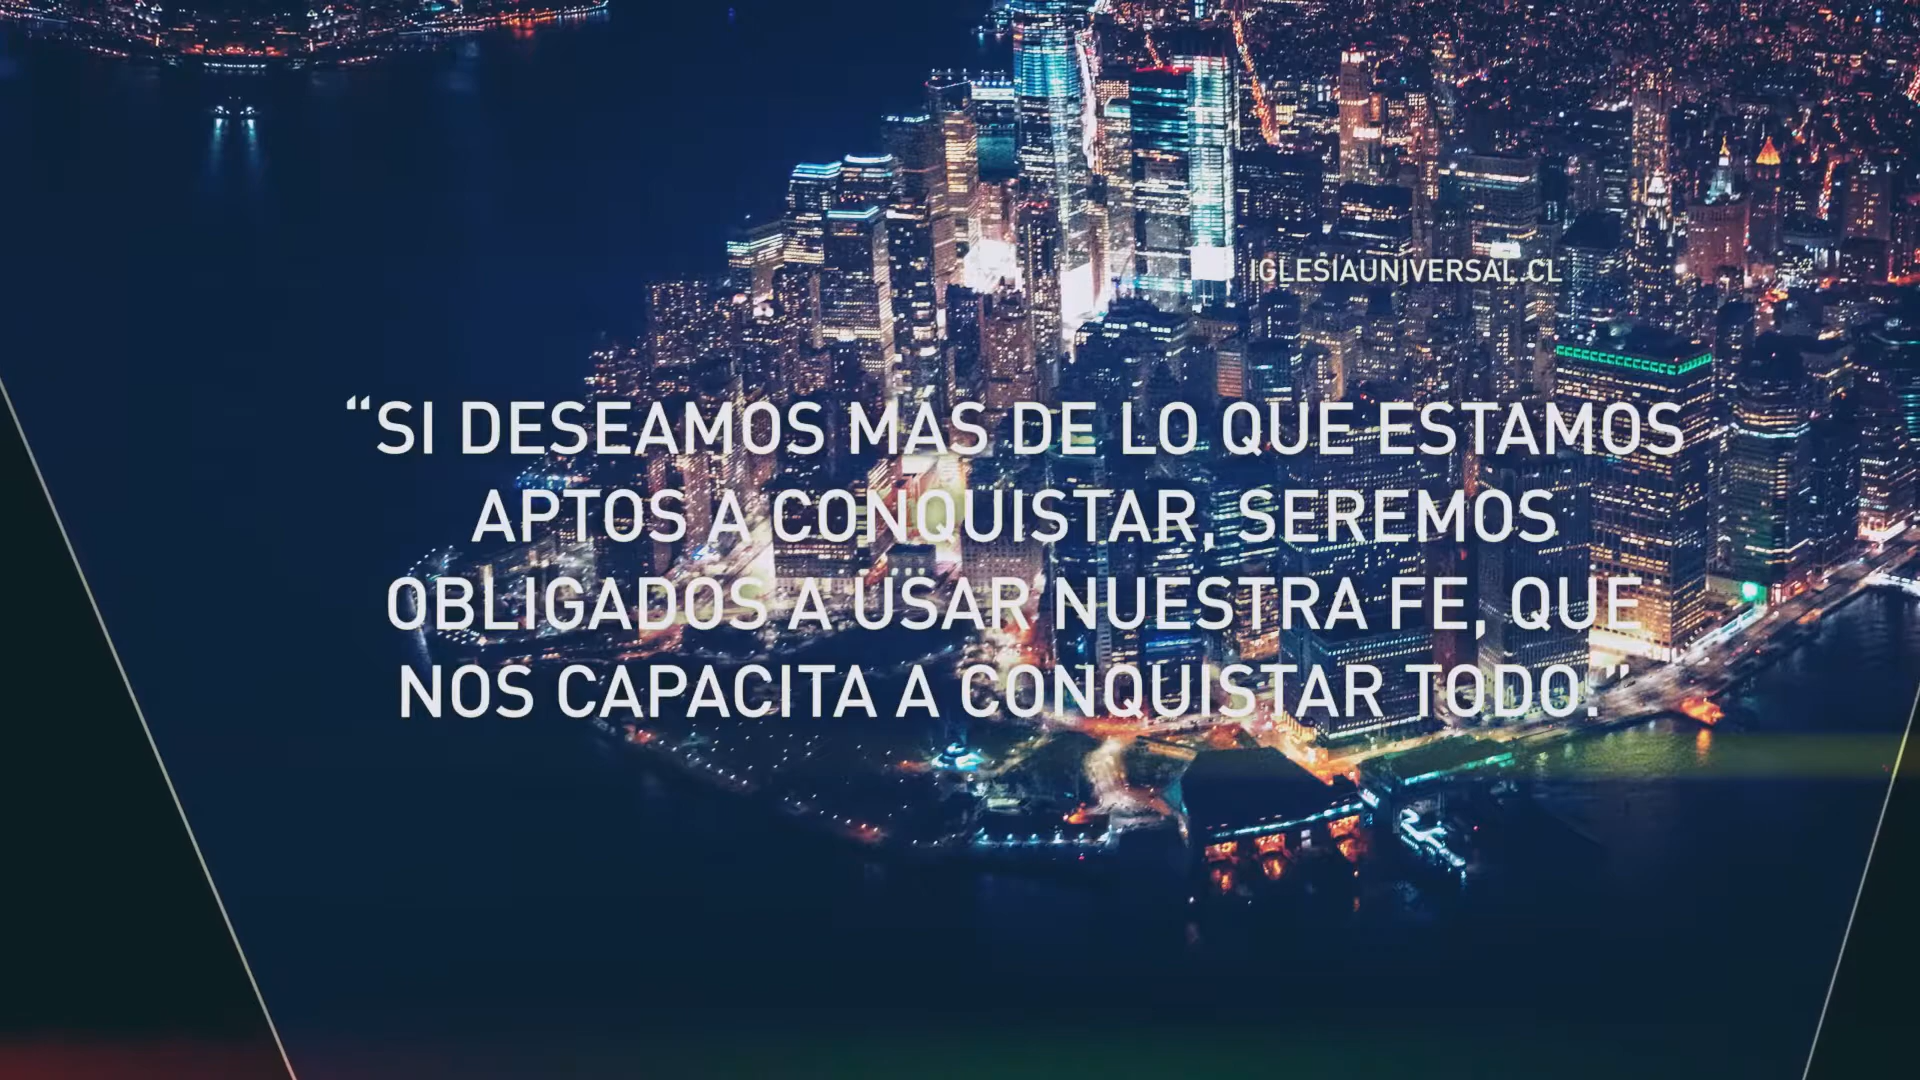 IGLESIAUNIVERSAL.CL
“SI DESEAMOS MÁS DE LO QUE ESTAMOS
APTOS A CONQUISTAR, SEREMOS
OBLIGADOS A USAR NUESTRA FE, QUE
NOS CAPACITA A CONQUISTAR TODO.”